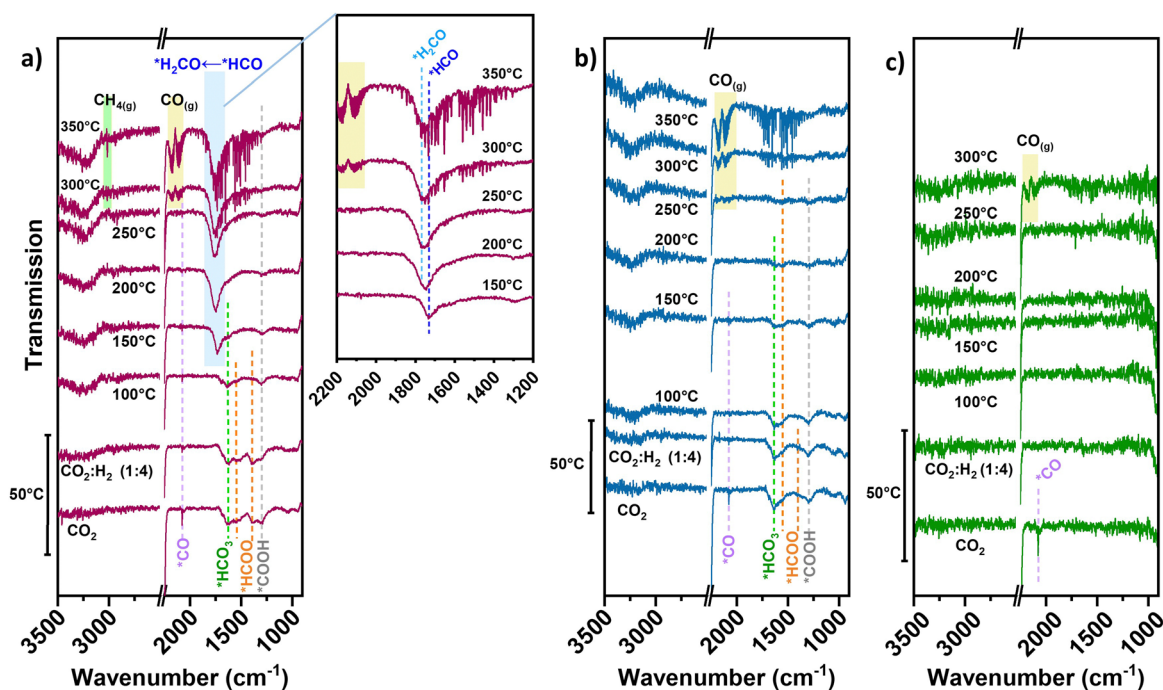 a)
Transmission
*H₂CO←*HCO
CH₄(g)
CO(g)
350°C
300°C
250°C
200°C
150°C
100°C
CO₂:H₂ (1:4)
50°C
CO₂
*CO
*HCO₃
*HCOO
*COOH
3500
3000
2000
1500
1000
Wavenumber (cm⁻¹)
*H₂CO
*HCO
350°C
300°C
250°C
200°C
150°C
2200
2000
1800
1600
1400
1200
b)
CO(g)
350°C
300°C
250°C
200°C
150°C
100°C
CO₂:H₂ (1:4)
50°C
CO₂
*CO
*HCO₃
*HCOO
*COOH
3500
3000
2000
1500
1000
Wavenumber (cm⁻¹)
c)
CO(g)
300°C
250°C
200°C
150°C
100°C
CO₂:H₂ (1:4)
50°C
*CO
CO₂
3500
3000
2000
1500
1000
Wavenumber (cm⁻¹)